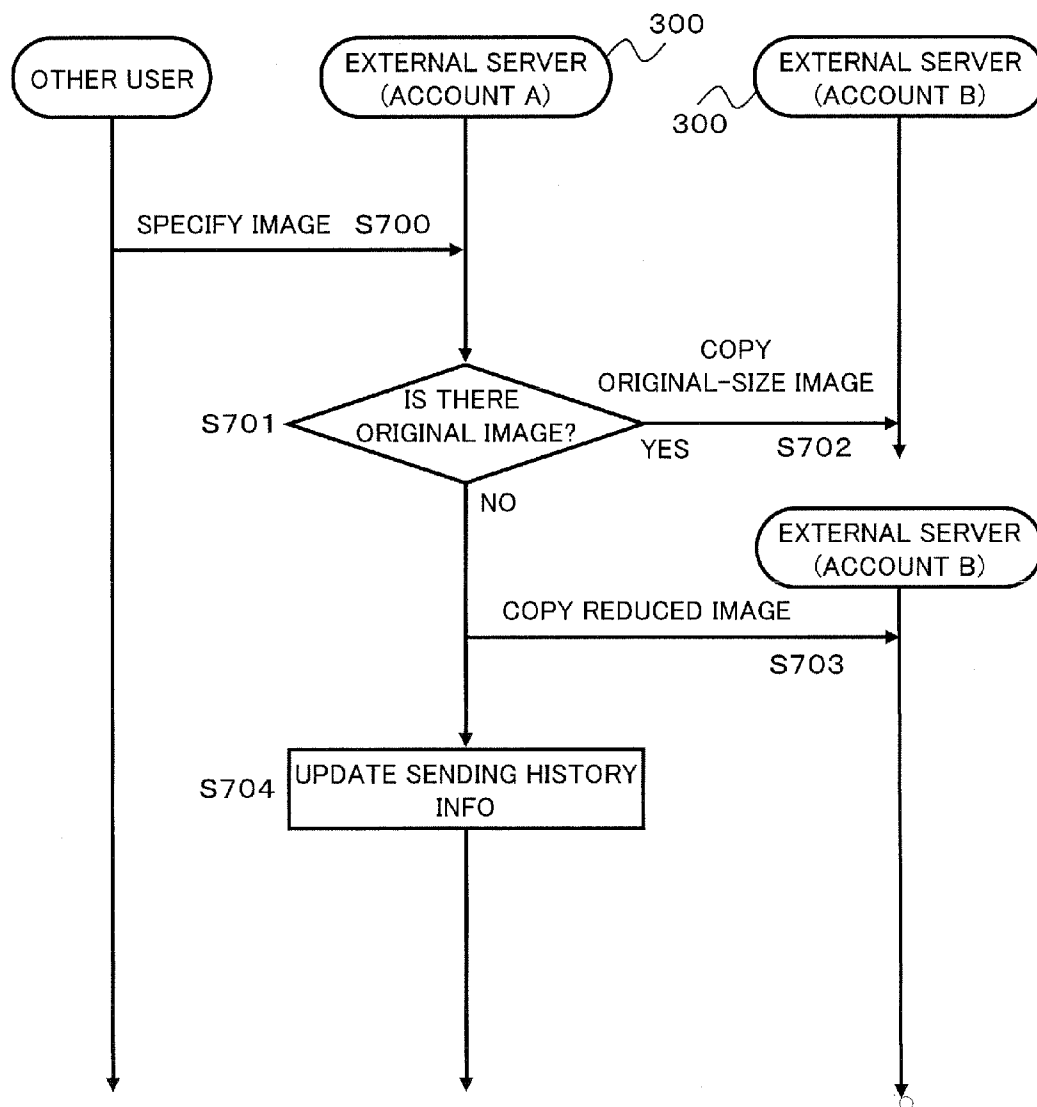 300
OTHER USER
EXTERNAL SERVER
(ACCOUNT A)
EXTERNAL SERVER
(ACCOUNT B)
300
SPECIFY IMAGE S700
COPY
ORIGINAL-SIZE IMAGE
S701
IS THERE
ORIGINAL IMAGE?
YES
S702
NO
EXTERNAL SERVER
(ACCOUNT B)
COPY REDUCED IMAGE
S703
S704
UPDATE SENDING HISTORY
INFO